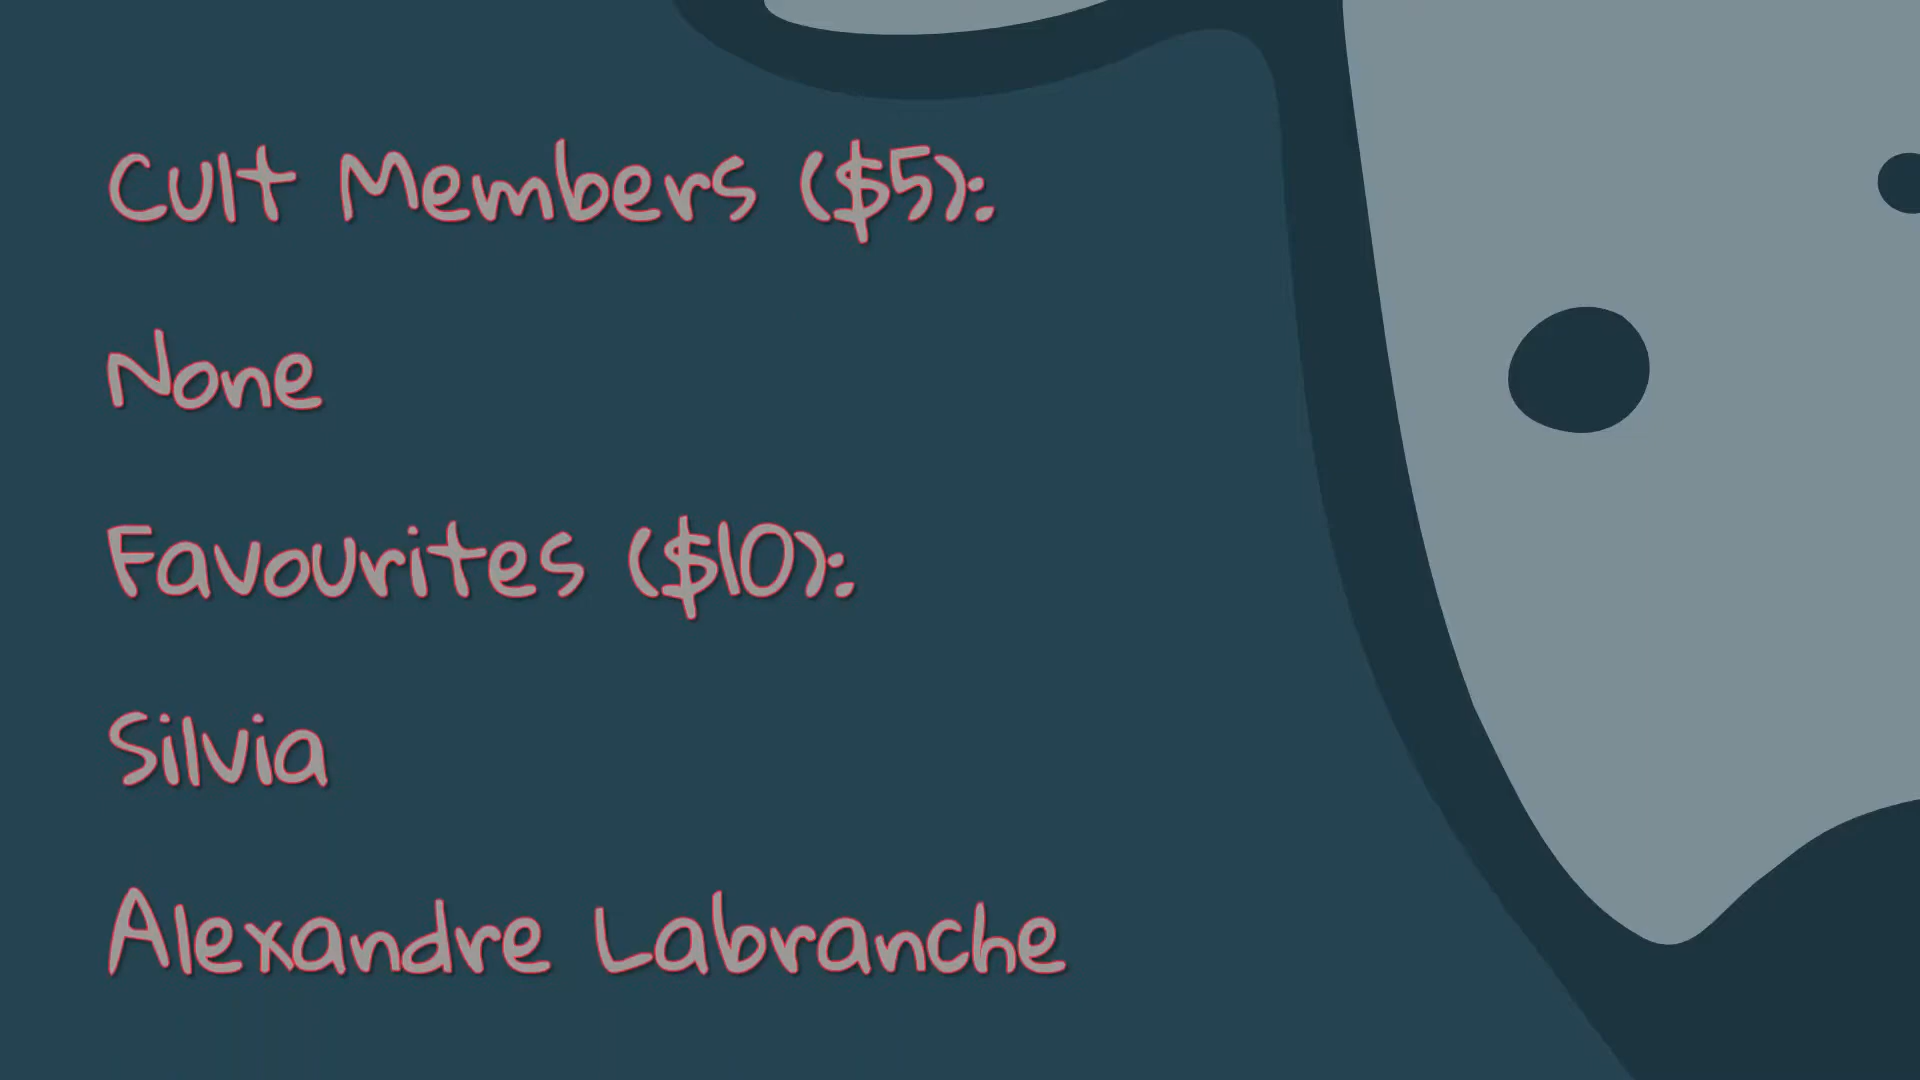 Cult Members ($5):
None
Favourites ($10):
Silvia
Alexandre Labranche